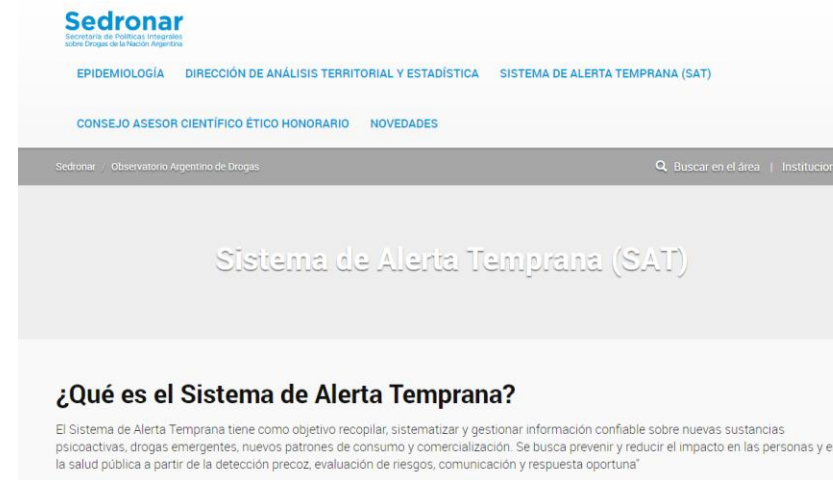 Sedronar
Secretaría de Políticas Integrales
sobre Drogas de la Nación Argentina
EPIDEMIOLOGÍA DIRECCIÓN DE ANÁLISIS TERRITORIAL Y ESTADÍSTICA SISTEMA DE ALERTA TEMPRANA (SAT)
CONSEJO ASESOR CIENTÍFICO ÉTICO HONORARIO NOVEDADES
Sedronar / Observatorio Argentino de Drogas Buscar en el área | Institucion
Sistema de Alerta Temprana (SAT)
¿Qué es el Sistema de Alerta Temprana?
El Sistema de Alerta Temprana tiene como objetivo recopilar, sistematizar y gestionar información confiable sobre nuevas sustancias
psicoactivas, drogas emergentes, nuevos patrones de consumo y comercialización. Se busca prevenir y reducir el impacto en las personas y e
la salud pública a partir de la detección precoz, evaluación de riesgos, comunicación y respuesta oportuna"